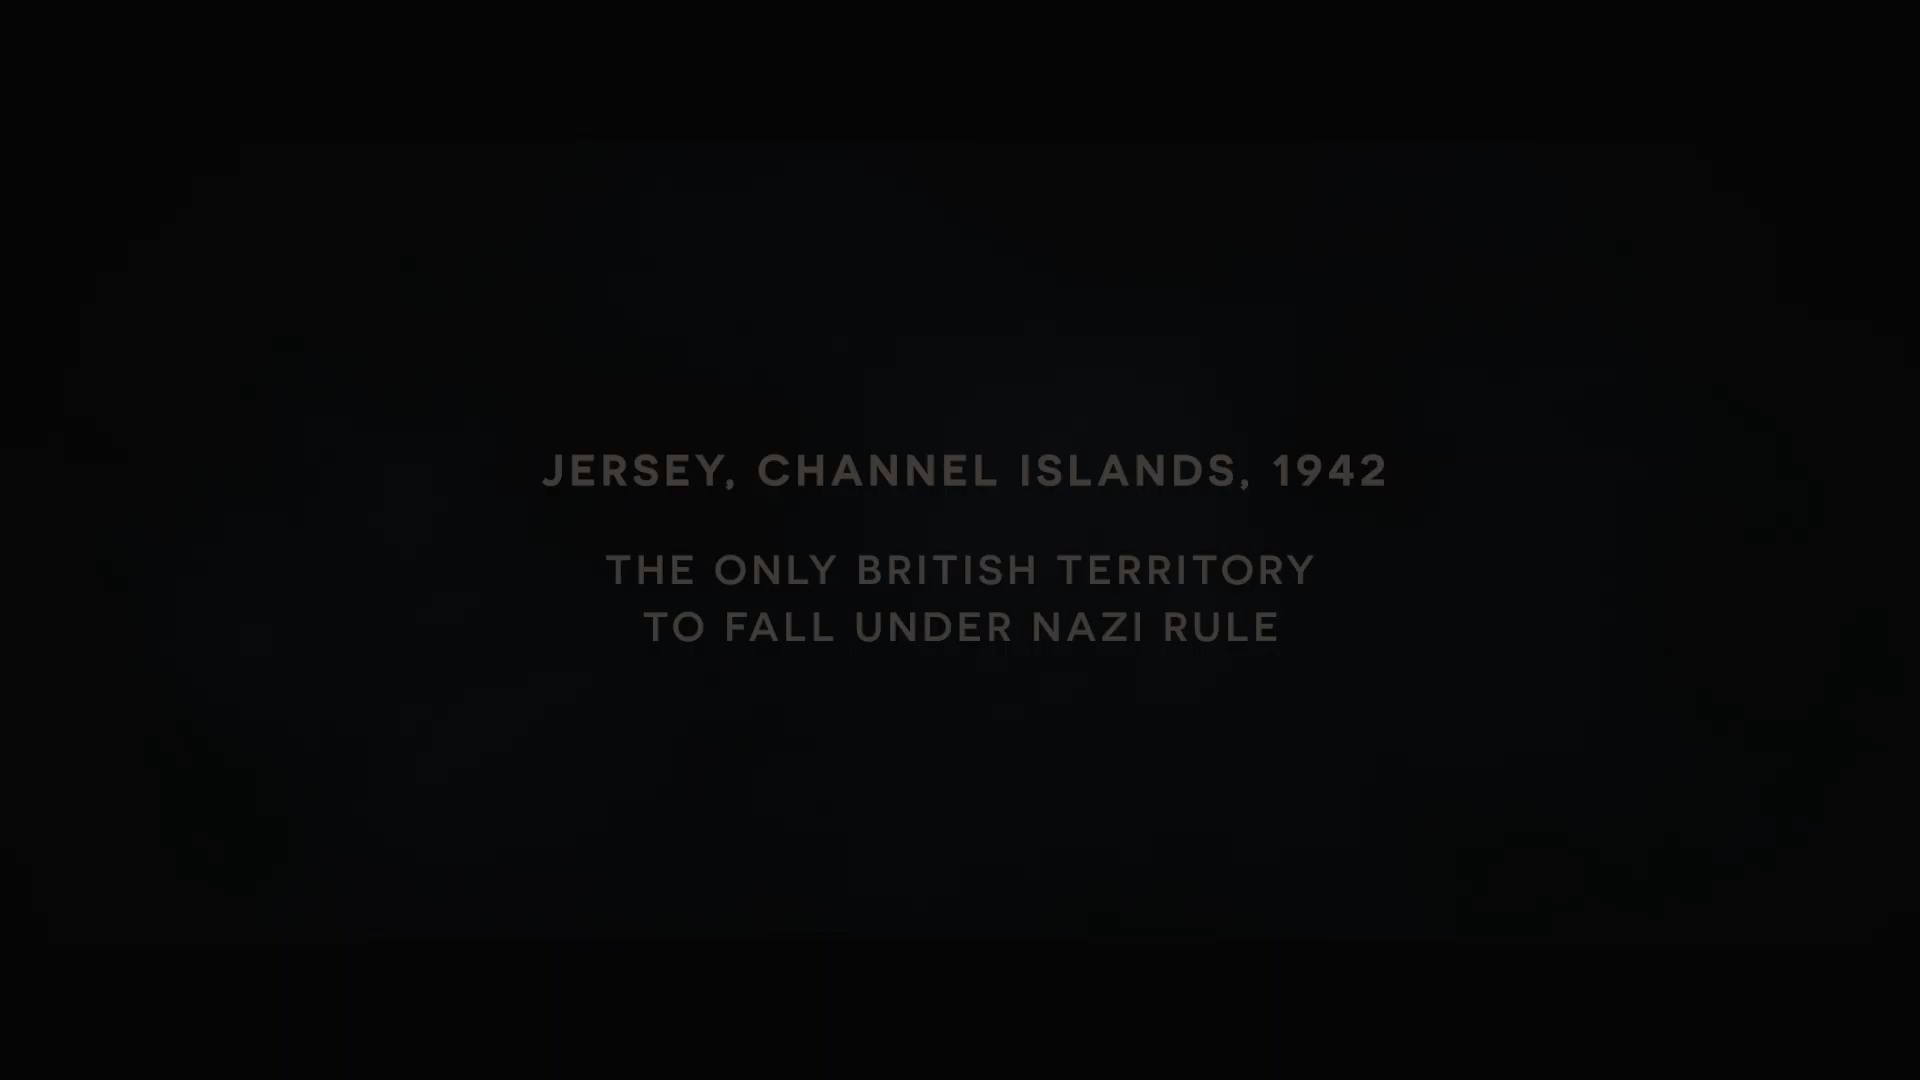 JERSEY, CHANNEL ISLANDS, 1942
THE ONLY BRITISH TERRITORY
TO FALL UNDER NAZI RULE